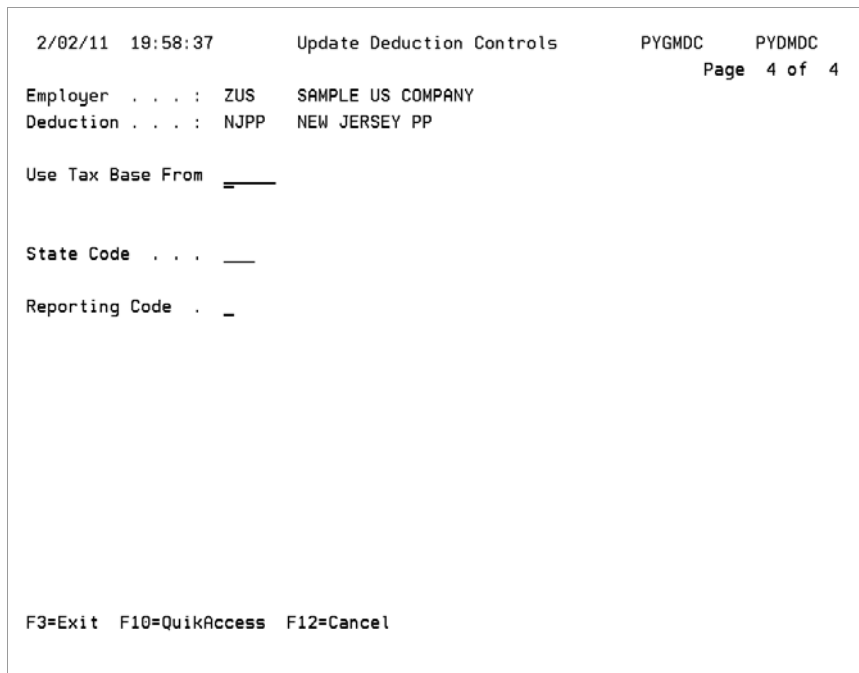 2/02/11 19:58:37 Update Deduction Controls PYGMDC PYDMDC
Page 4 of 4
Employer . . . : ZUS SAMPLE US COMPANY
Deduction . . . : NJPP NEW JERSEY PP
Use Tax Base From _____
State Code . . . ___
Reporting Code . _
F3=Exit F10=QuikAccess F12=Cancel